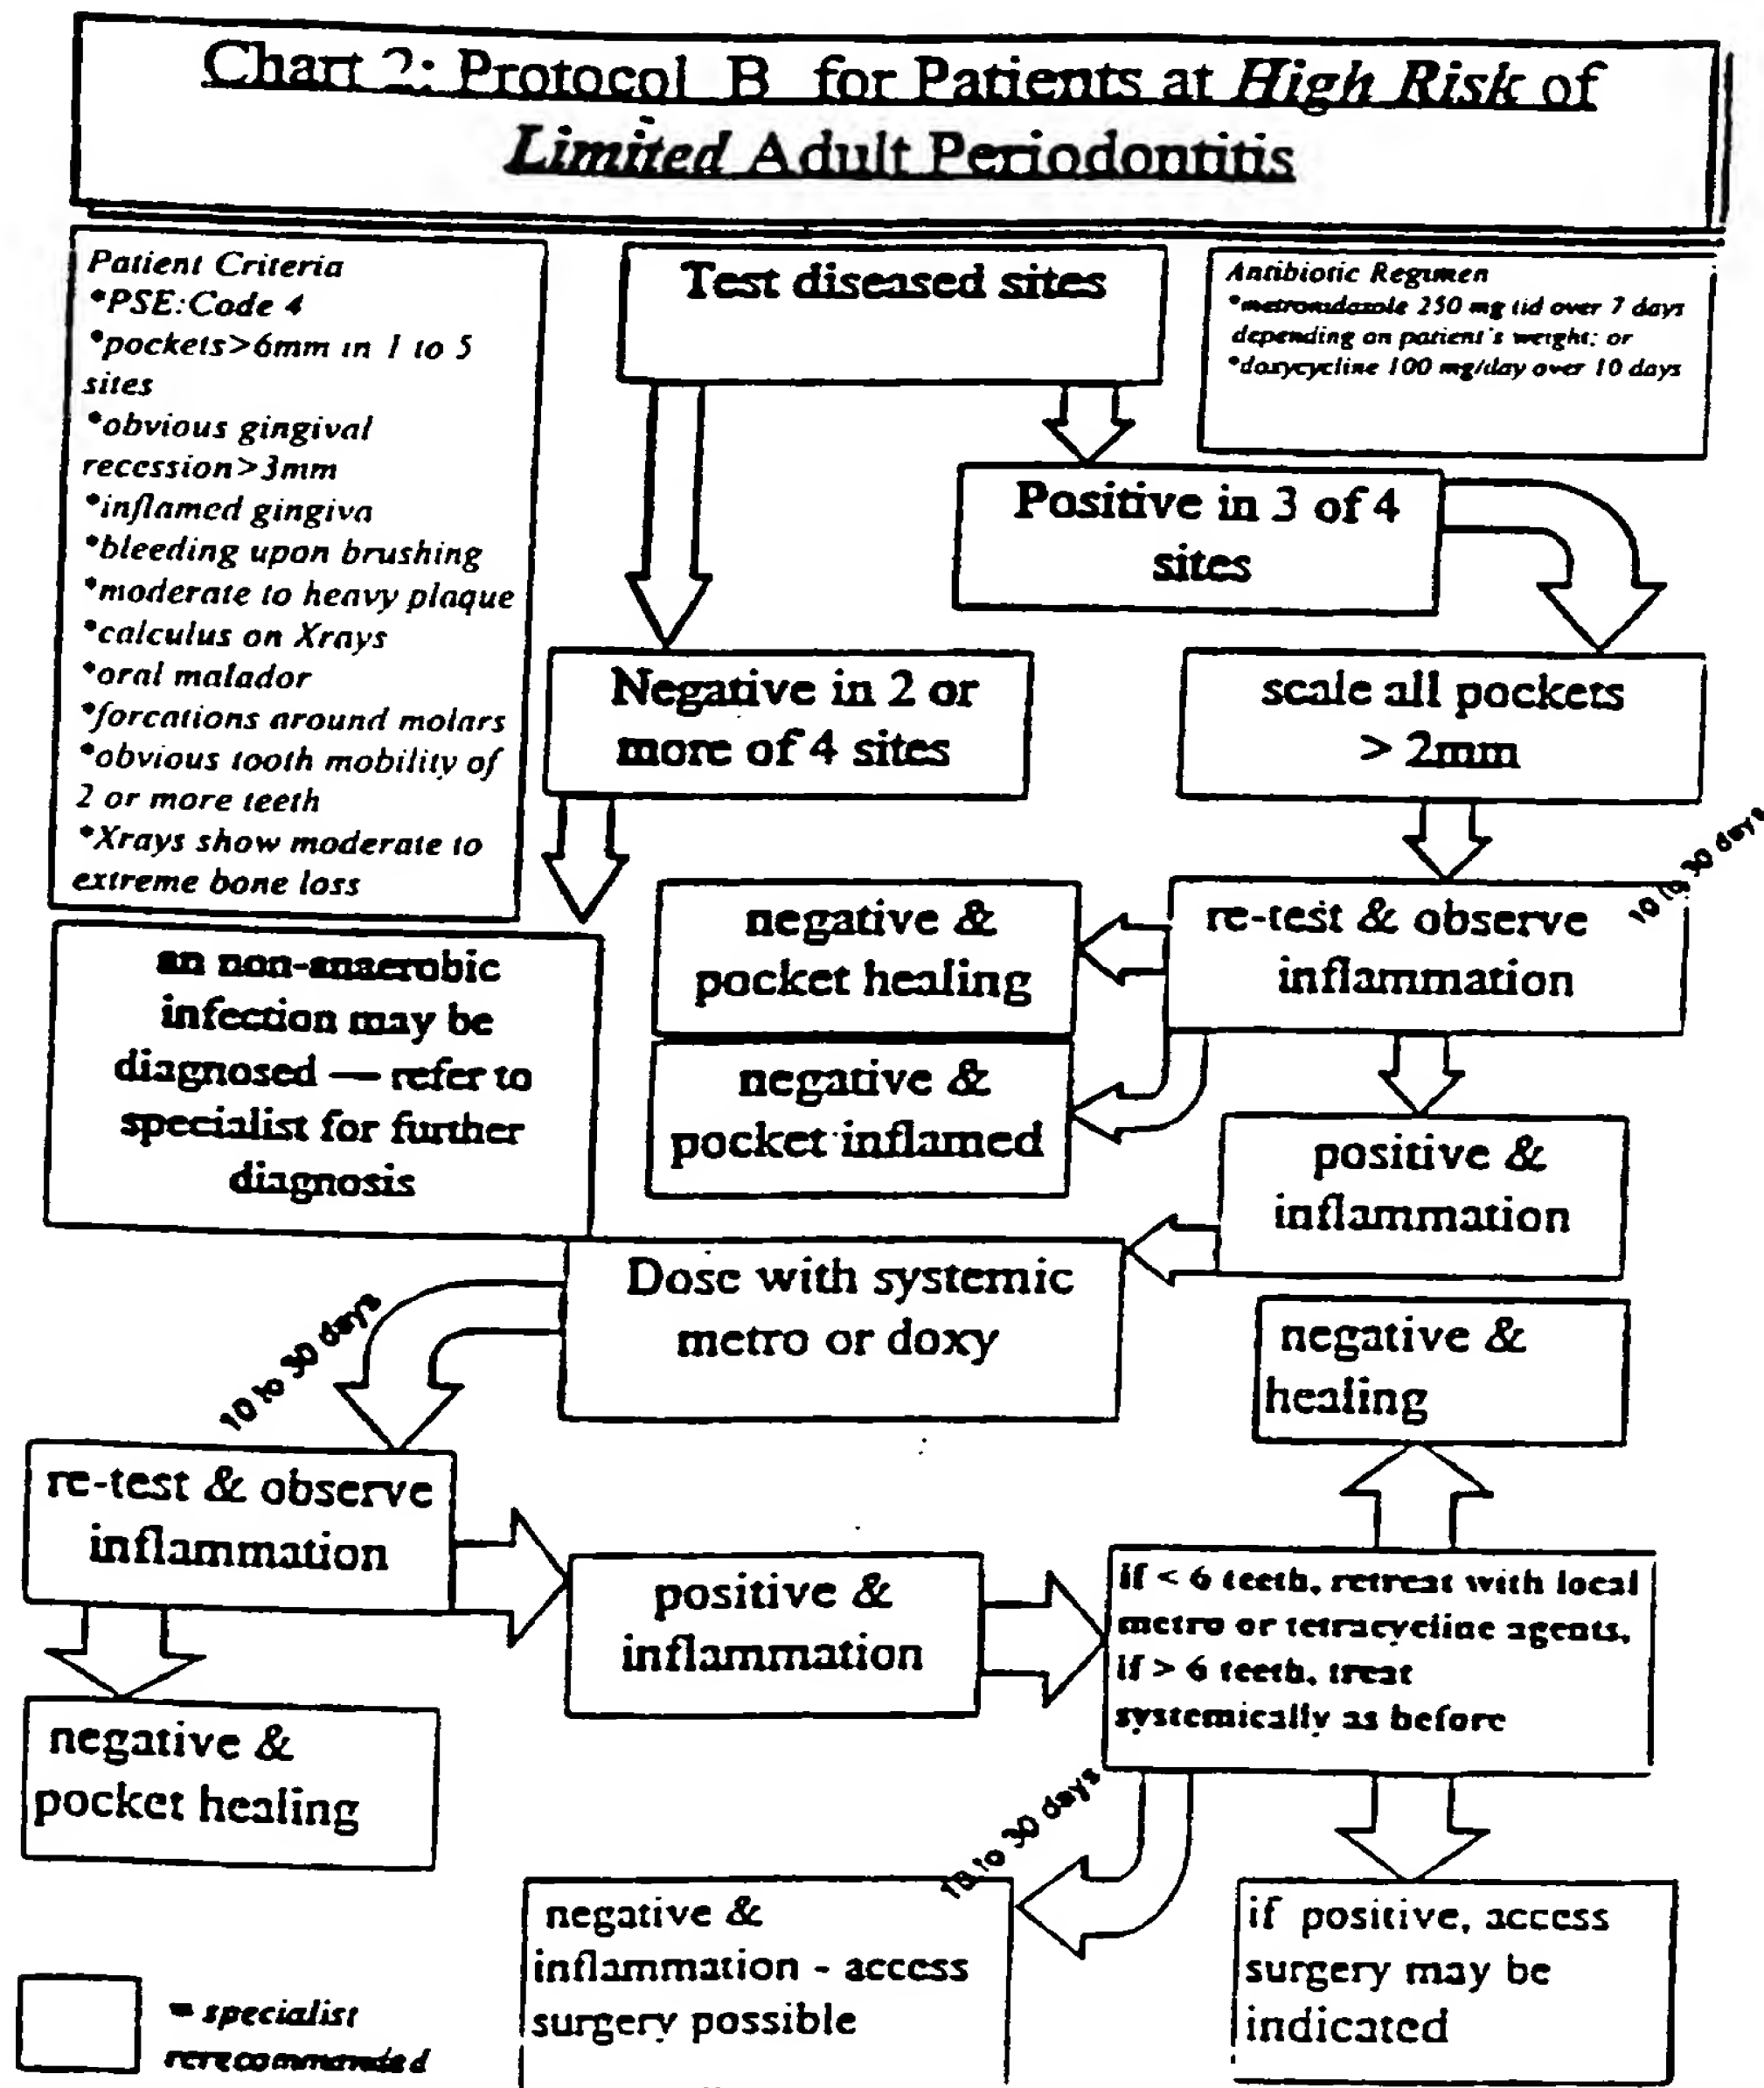 Chart 2: Protocol B for Patients at High Risk of
Limited Adult Periodontitis
Patient Criteria
*PSE:Code 4
*pockets>6mm in 1 to 5
sites
*obvious gingival
recession>3mm
*inflamed gingiva
*bleeding upon brushing
*moderate to heavy plaque
*calculus on Xrays
*oral malador
*forcations around molars
*obvious tooth mobility of
2 or more teeth
*Xrays show moderate to
extreme bone loss
Test diseased sites
Antibiotic Regimen
*metronidazole 250 mg tid over 7 days
depending on patient's weight; or
*doxycycline 100 mg/day over 10 days
Positive in 3 of 4
sites
Negative in 2 or
more of 4 sites
scale all pockets
> 2mm
10 to 30 days
re-test & observe
inflammation
negative &
pocket healing
negative &
pocket inflamed
an non-anaerobic
infection may be
diagnosed — refer to
specialist for further
diagnosis
positive &
inflammation
Dose with systemic
metro or doxy
10 to 30 days
negative &
healing
re-test & observe
inflammation
positive &
inflammation
if < 6 teeth, retreat with local
metro or tetracycline agents,
if > 6 teeth, treat
systemically as before
negative &
pocket healing
10 to 30 days
negative &
inflammation - access
surgery possible
if positive, access
surgery may be
indicated
= specialist
rerecommanded